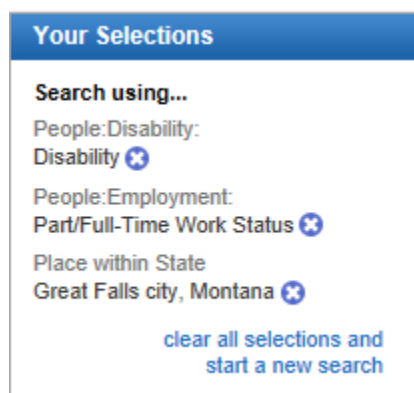 Your Selections
Search using...
People:Disability:
Disability
People:Employment:
Part/Full-Time Work Status
Place within State
Great Falls city, Montana
clear all selections and
start a new search